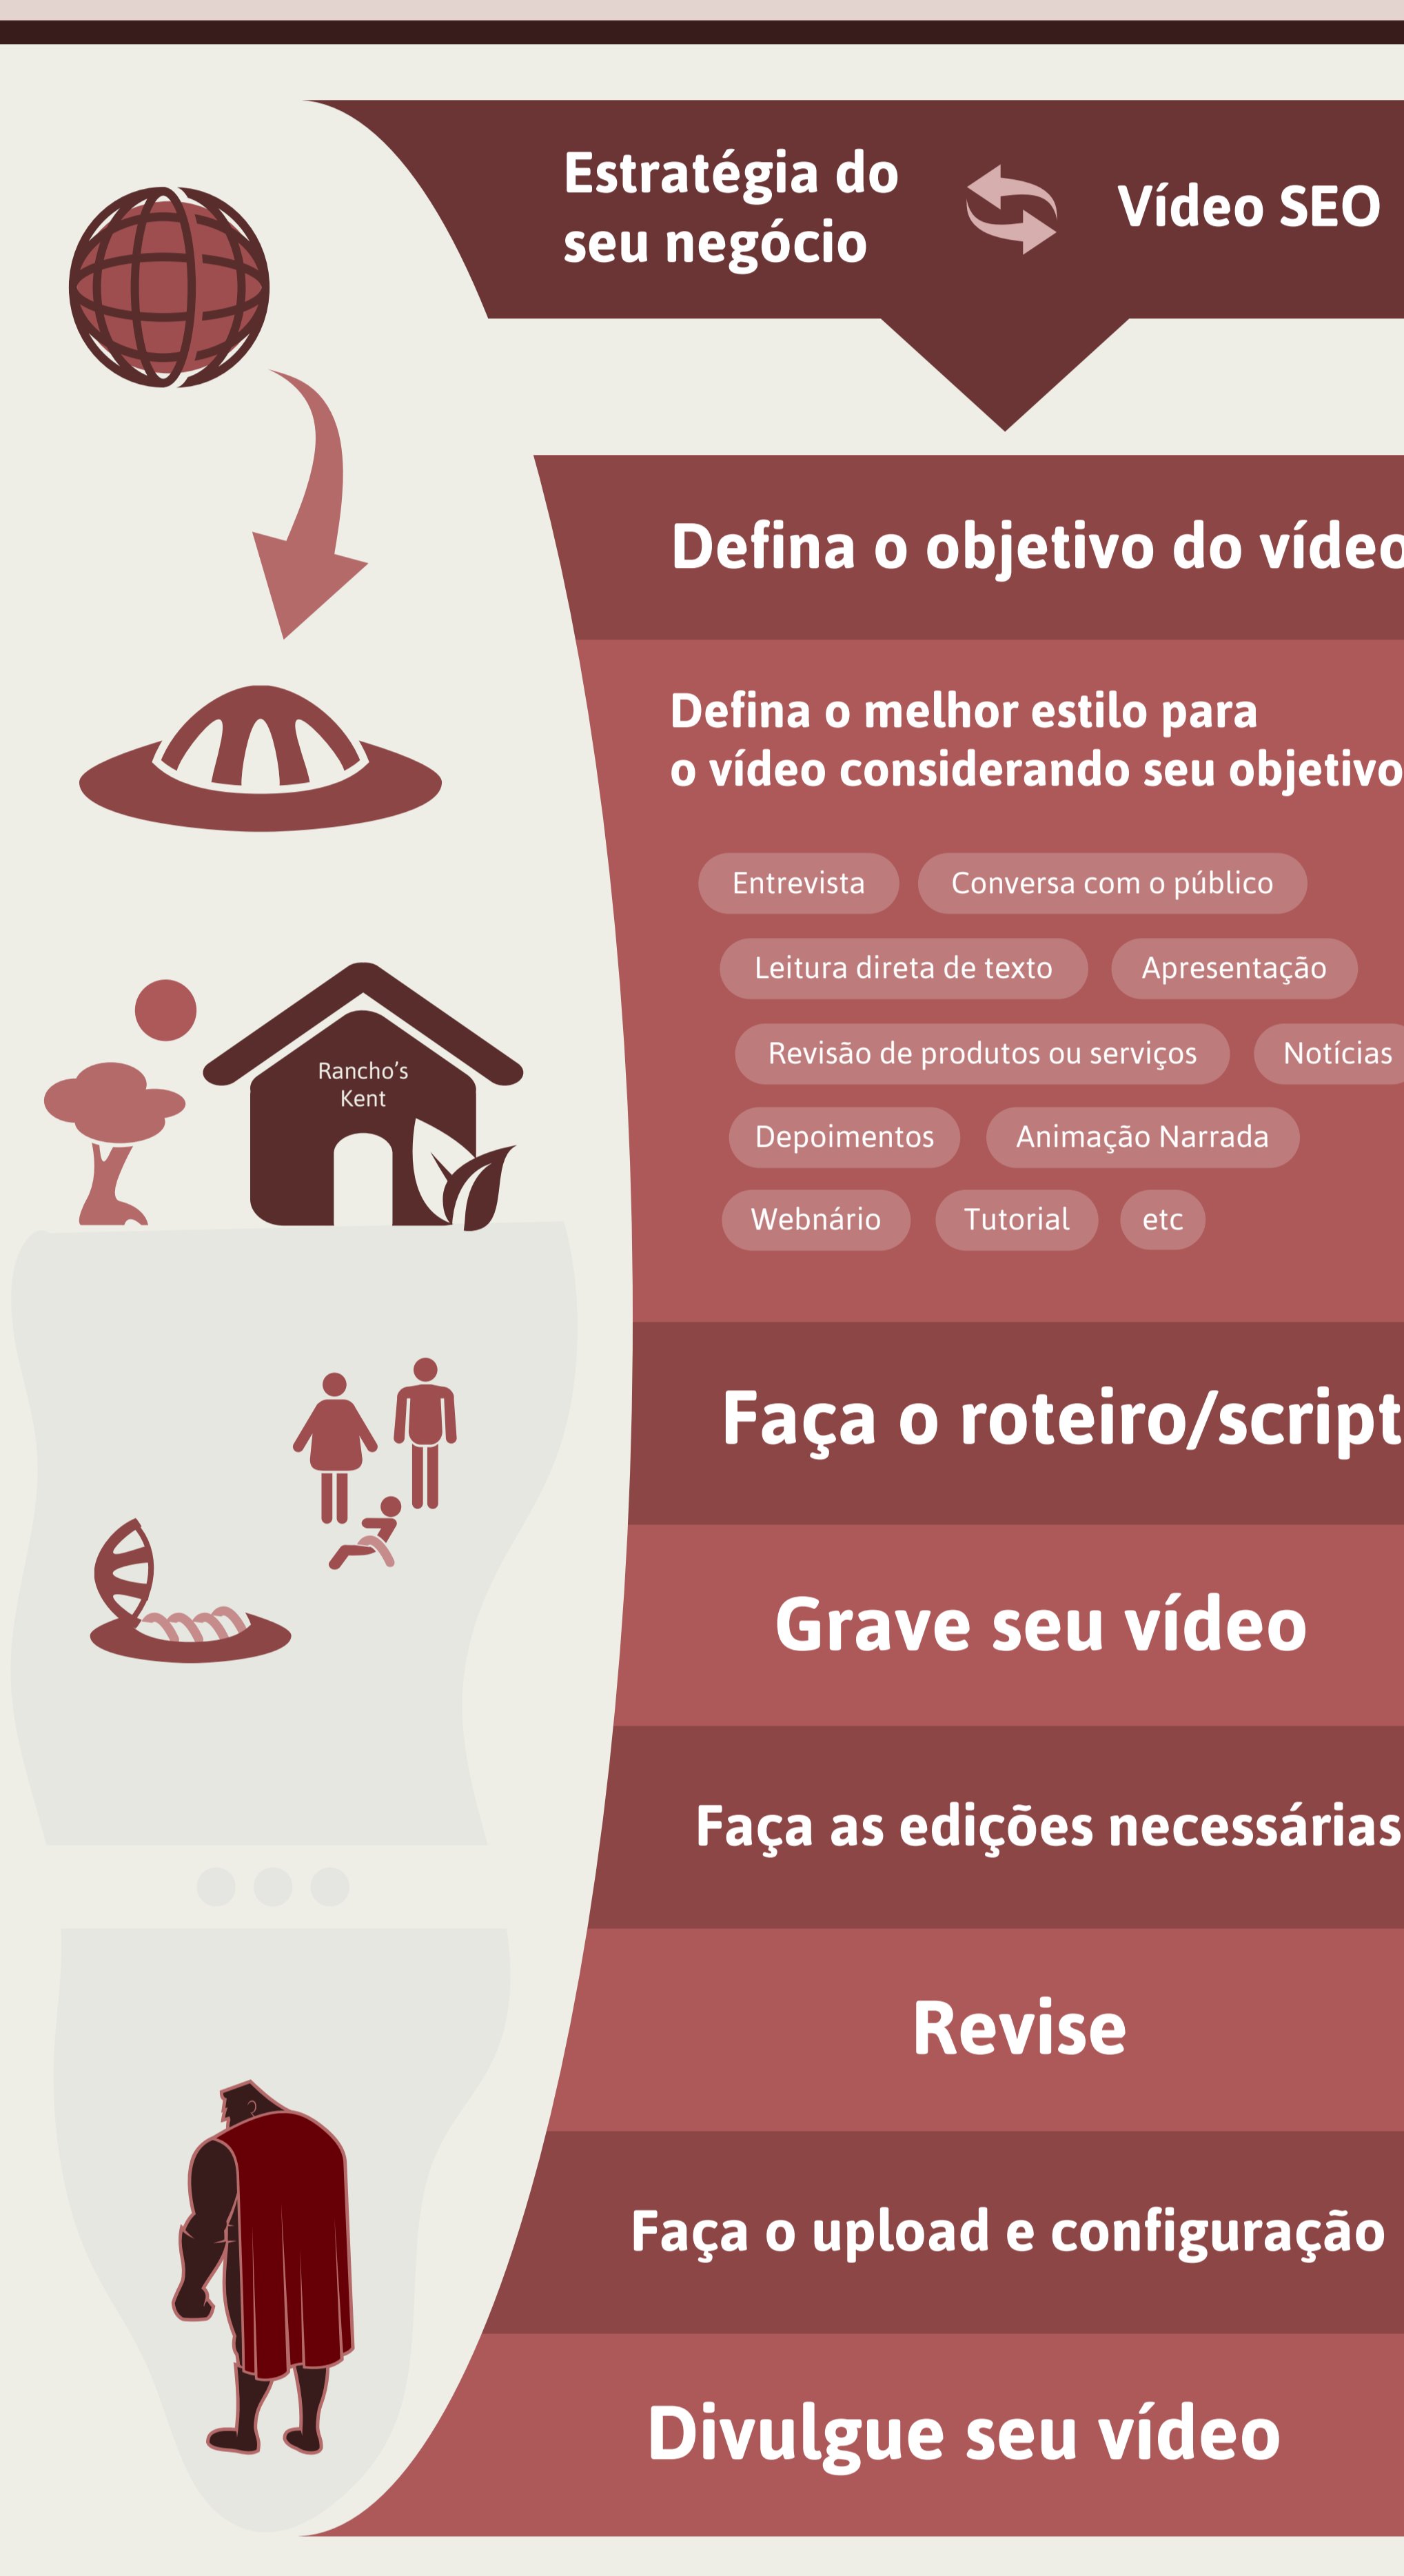 Estratégia do
seu negócio
Vídeo SEO
Defina o objetivo do vídeo
Defina o melhor estilo para
o vídeo considerando seu objetivo
Entrevista
Conversa com o público
Leitura direta de texto
Apresentação
Revisão de produtos ou serviços
Notícias
Depoimentos
Animação Narrada
Webnário
Tutorial
etc
Rancho’s
Kent
Faça o roteiro/script
Grave seu vídeo
Faça as edições necessárias
Revise
Faça o upload e configuração
Divulgue seu vídeo